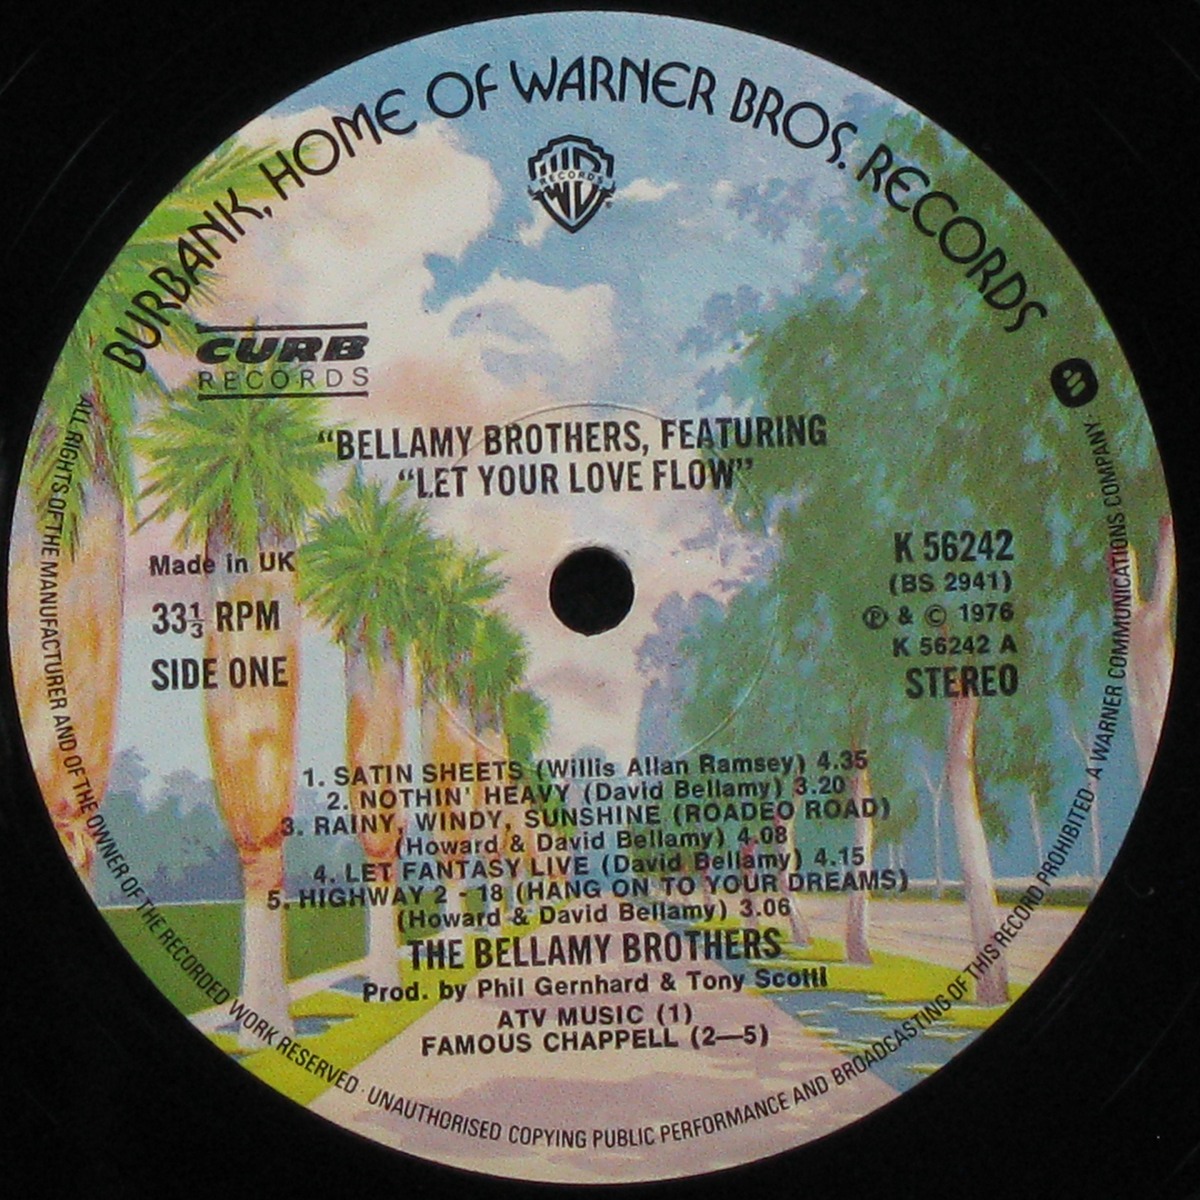 BURBANK, HOME OF WARNER BROS. RECORDS
RECORDS
CURB
RECORDS
"BELLAMY BROTHERS, FEATURING
"LET YOUR LOVE FLOW"
Made in UK
33⅓ RPM
SIDE ONE
K 56242
(BS 2941)
℗ & © 1976
K 56242 A
STEREO
1. SATIN SHEETS (Willis Allan Ramsey) 4.35
2. NOTHIN' HEAVY (David Bellamy) 3.20
3. RAINY, WINDY, SUNSHINE (ROADEO ROAD)
(Howard & David Bellamy) 4.08
4. LET FANTASY LIVE (David Bellamy) 4.15
5. HIGHWAY 2 - 18 (HANG ON TO YOUR DREAMS)
(Howard & David Bellamy) 3.06
THE BELLAMY BROTHERS
Prod. by Phil Gernhard & Tony Scotti
ATV MUSIC (1)
FAMOUS CHAPPELL (2—5)
ALL RIGHTS OF THE MANUFACTURER AND OF THE OWNER OF THE RECORDED WORK RESERVED · UNAUTHORISED COPYING PUBLIC PERFORMANCE AND BROADCASTING OF THIS RECORD PROHIBITED · A WARNER COMMUNICATIONS COMPANY ·